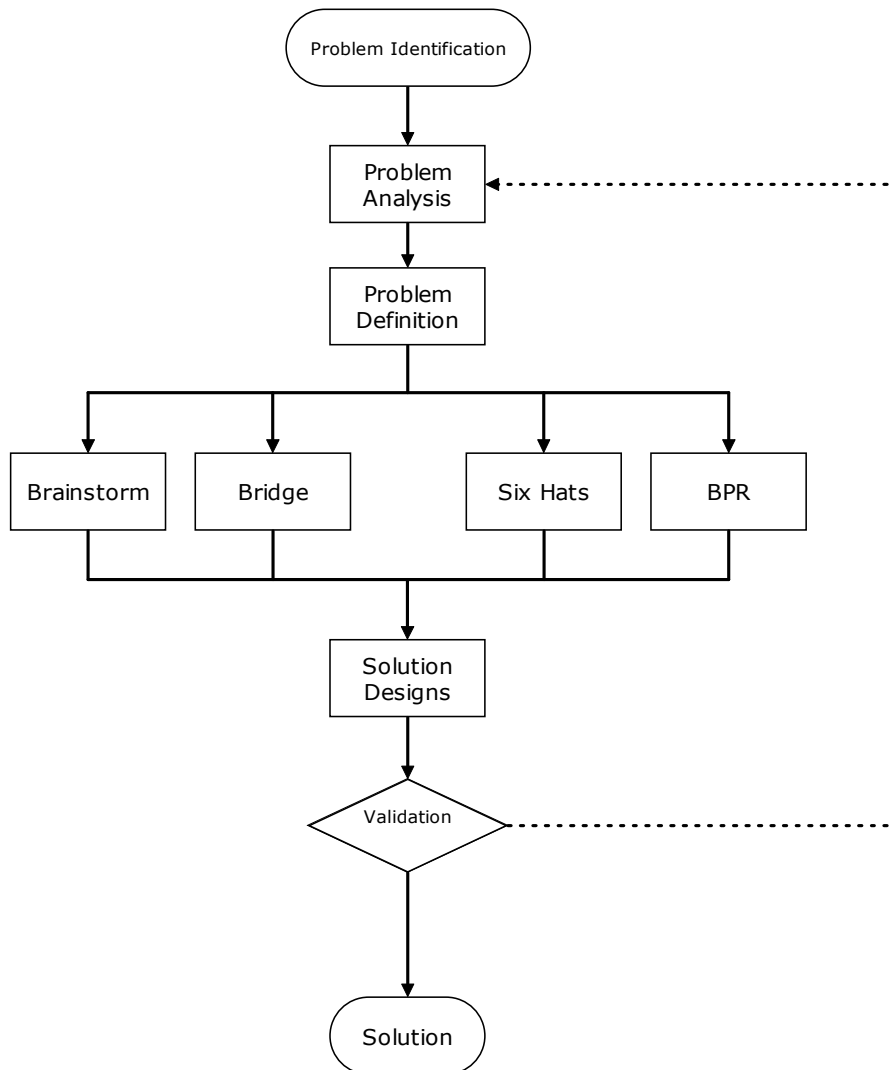 Problem Identification
Problem
Analysis
Problem
Definition
Brainstorm
Bridge
Six Hats
BPR
Solution
Designs
Validation
Solution